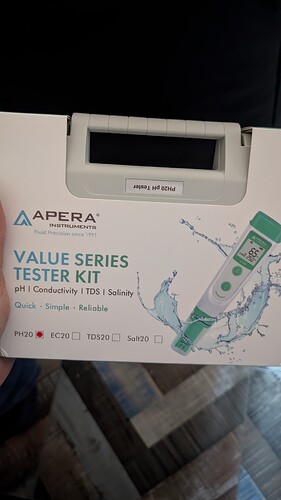 PH20 pH Tester
APERA®
INSTRUMENTS
Fluid Precision since 1991
VALUE SERIES
TESTER KIT
pH I Conductivity I TDS I Salinity
Quick · Simple · Reliable
PH20 EC20 TDS20 Salt20